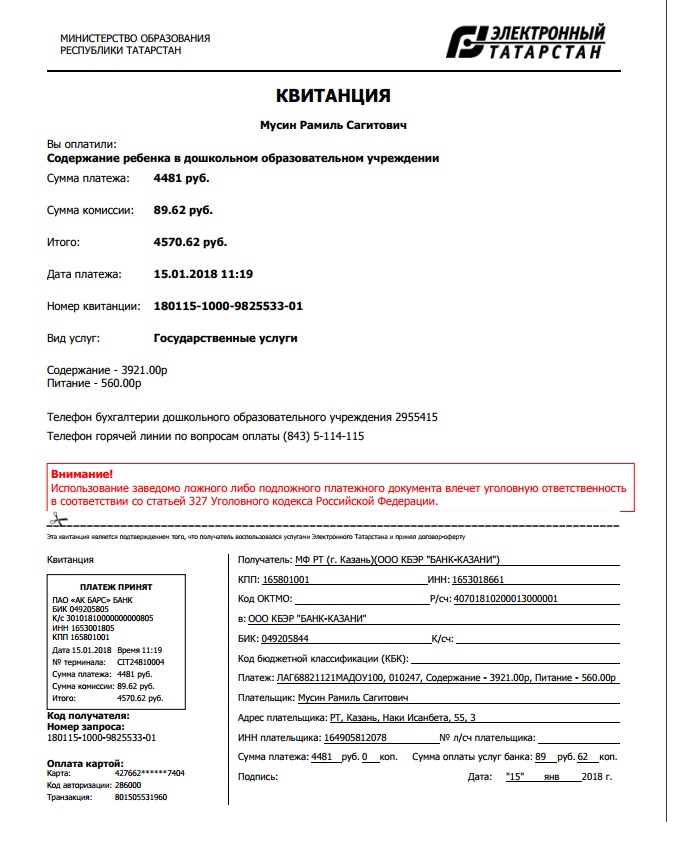 МИНИСТЕРСТВО ОБРАЗОВАНИЯ
РЕСПУБЛИКИ ТАТАРСТАН
ЭЛЕКТРОННЫЙ
ТАТАРСТАН
КВИТАНЦИЯ
Мусин Рамиль Сагитович
Вы оплатили:
Содержание ребенка в дошкольном образовательном учреждении
Сумма платежа: 4481 руб.
Сумма комиссии: 89.62 руб.
Итого: 4570.62 руб.
Дата платежа: 15.01.2018 11:19
Номер квитанции: 180115-1000-9825533-01
Вид услуг: Государственные услуги
Содержание - 3921.00р
Питание - 560.00р
Телефон бухгалтерии дошкольного образовательного учреждения 2955415
Телефон горячей линии по вопросам оплаты (843) 5-114-115
Внимание!
Использование заведомо ложного либо подложного платежного документа влечет уголовную ответственность
в соответствии со статьей 327 Уголовного кодекса Российской Федерации.
Эта квитанция является подтверждением того, что получатель воспользовался услугами Электронного Татарстана и принял договор-оферту
Квитанция
ПЛАТЕЖ ПРИНЯТ
ПАО «АК БАРС» БАНК
БИК 049205805
К/с 30101810000000000805
ИНН 1653001805
КПП 165801001
Дата 15.01.2018 Время 11:19
№ терминала: CIT24810004
Сумма платежа: 4481 руб.
Сумма комиссии: 89.62 руб.
Итого: 4570.62 руб.
Код получателя:
Номер запроса:
180115-1000-9825533-01
Оплата картой:
Карта: 427662******7404
Код авторизации: 286000
Транзакция: 801505531960
Получатель: МФ РТ (г. Казань)(ООО КБЭР "БАНК-КАЗАНИ")
КПП: 165801001 ИНН: 1653018661
Код ОКТМО: Р/сч: 40701810200013000001
в: ООО КБЭР "БАНК-КАЗАНИ"
БИК: 049205844 К/сч:
Код бюджетной классификации (КБК):
Платеж: ЛАГ68821121МАДОУ100, 010247, Содержание - 3921.00р, Питание - 560.00р
Плательщик: Мусин Рамиль Сагитович
Адрес плательщика: РТ, Казань, Наки Исанбета, 55, 3
ИНН плательщика: 164905812078 № л/сч плательщика:
Сумма платежа: 4481 руб. 0 коп. Сумма оплаты услуг банка: 89 руб. 62 коп.
Подпись: Дата: "15" янв 2018 г.